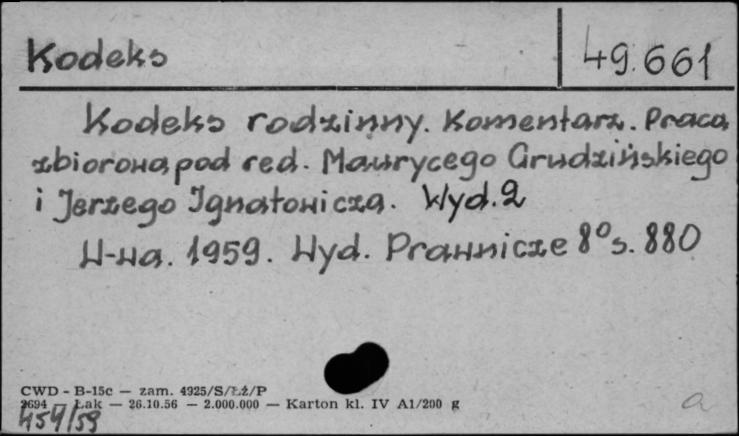 Kodeks
49.661
Kodeks rodzinny. Komentarz. Praca
zbiorowa pod red. Maurycego Grudzińskiego
i Jerzego Ignatowicza. Wyd. 2
W-wa. 1959. Wyd. Prawnicze 8° s. 880
CWD - B-15c — zam. 4925/S/Łż/P
2694 — Łak — 26.10.56 — 2.000.000 — Karton kl. IV A1/200 g
454/59
a